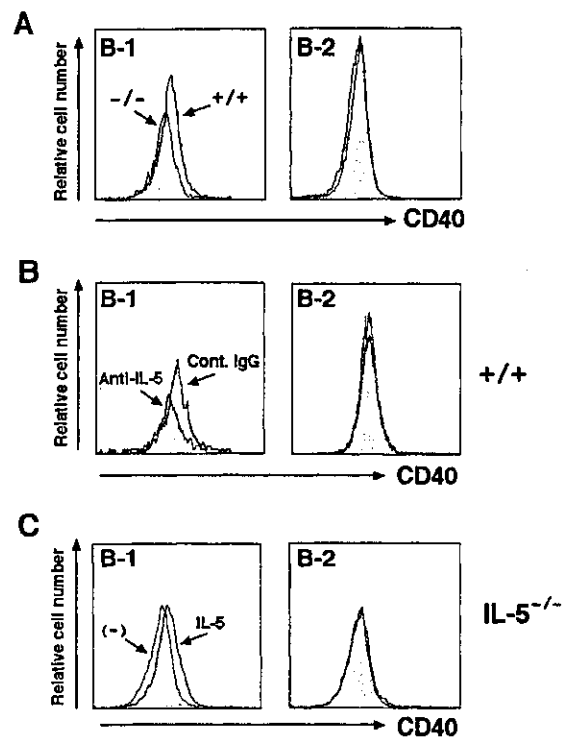 A
B-1
B-2
-/-
+/+
Relative cell number
CD40
B
B-1
B-2
Anti-IL-5
Cont. IgG
+/+
Relative cell number
CD40
C
B-1
B-2
(-)
IL-5
IL-5-/-
Relative cell number
CD40